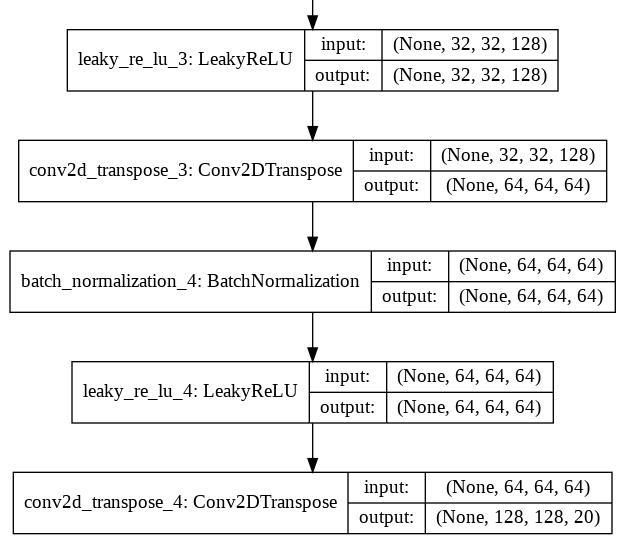 leaky_re_lu_3: LeakyReLU
input: (None, 32, 32, 128)
output: (None, 32, 32, 128)
conv2d_transpose_3: Conv2DTranspose
input: (None, 32, 32, 128)
output: (None, 64, 64, 64)
batch_normalization_4: BatchNormalization
input: (None, 64, 64, 64)
output: (None, 64, 64, 64)
leaky_re_lu_4: LeakyReLU
input: (None, 64, 64, 64)
output: (None, 64, 64, 64)
conv2d_transpose_4: Conv2DTranspose
input: (None, 64, 64, 64)
output: (None, 128, 128, 20)